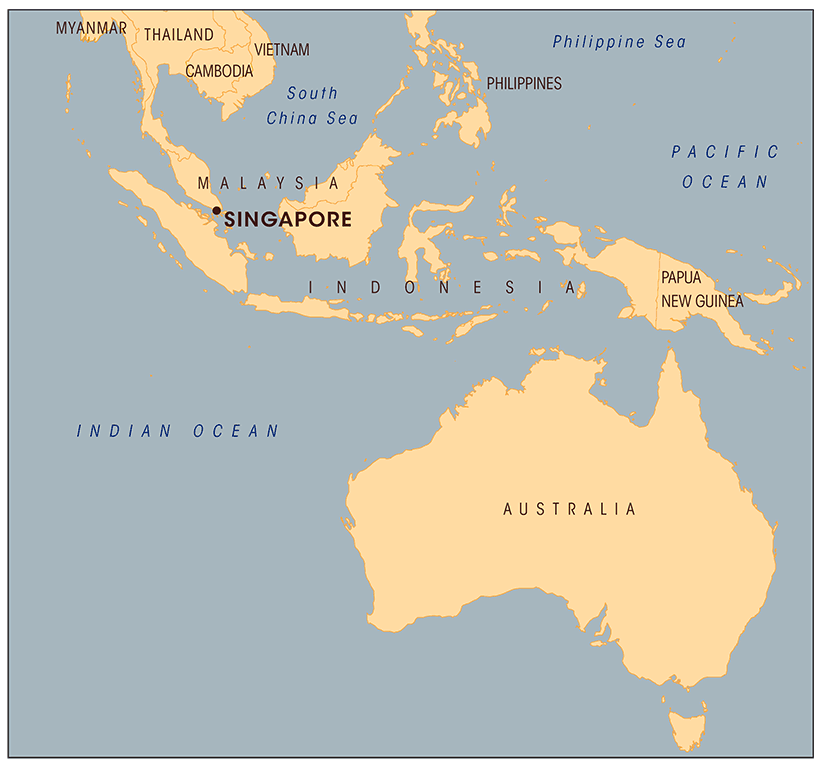 MYANMAR
THAILAND
VIETNAM
CAMBODIA
Philippine Sea
PHILIPPINES
South
China Sea
PACIFIC
OCEAN
MALAYSIA
SINGAPORE
INDONESIA
PAPUA
NEW GUINEA
INDIAN OCEAN
AUSTRALIA